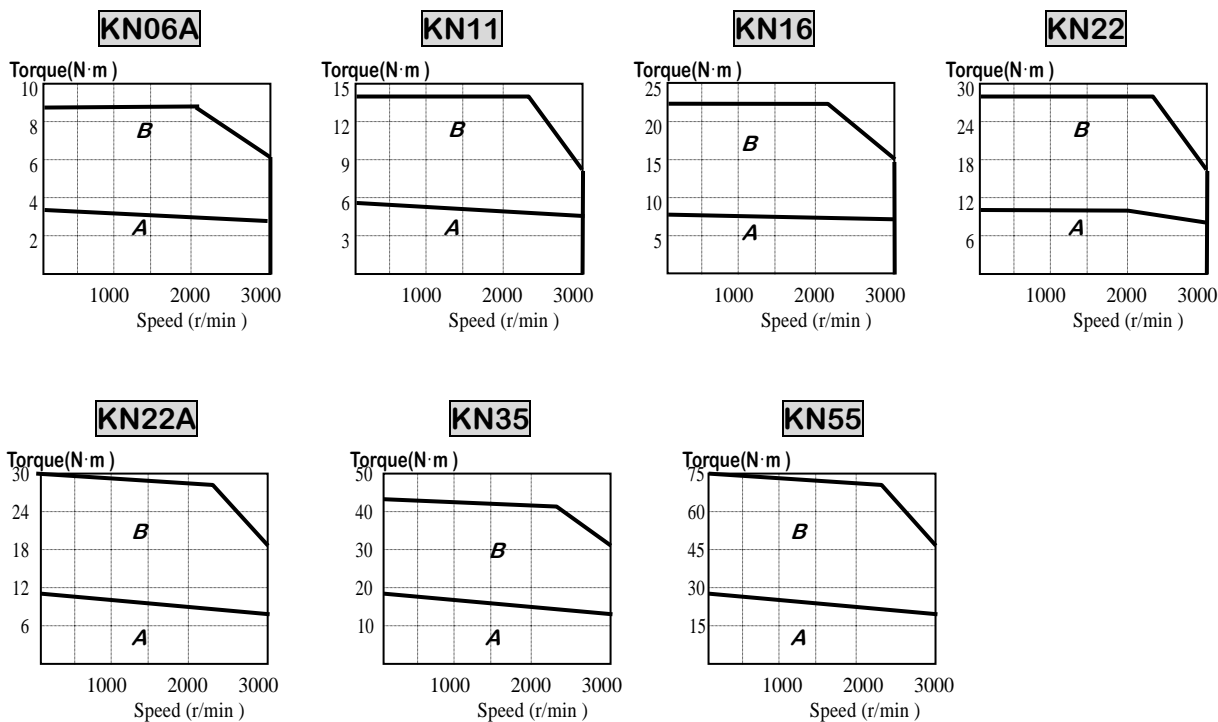 KN06A
KN11
KN16
KN22
Torque(N·m )
Torque(N·m )
Torque(N·m )
Torque(N·m )
10
8
6
4
2
B
A
1000 2000 3000
Speed (r/min )
15
12
9
6
3
B
A
1000 2000 3000
Speed (r/min )
25
20
15
10
5
B
A
1000 2000 3000
Speed (r/min )
30
24
18
12
6
B
A
1000 2000 3000
Speed (r/min )
KN22A
KN35
KN55
Torque(N·m )
Torque(N·m )
Torque(N·m )
30
24
18
12
6
B
A
1000 2000 3000
Speed (r/min )
50
40
30
20
10
B
A
1000 2000 3000
Speed (r/min )
75
60
45
30
15
B
A
1000 2000 3000
Speed (r/min )